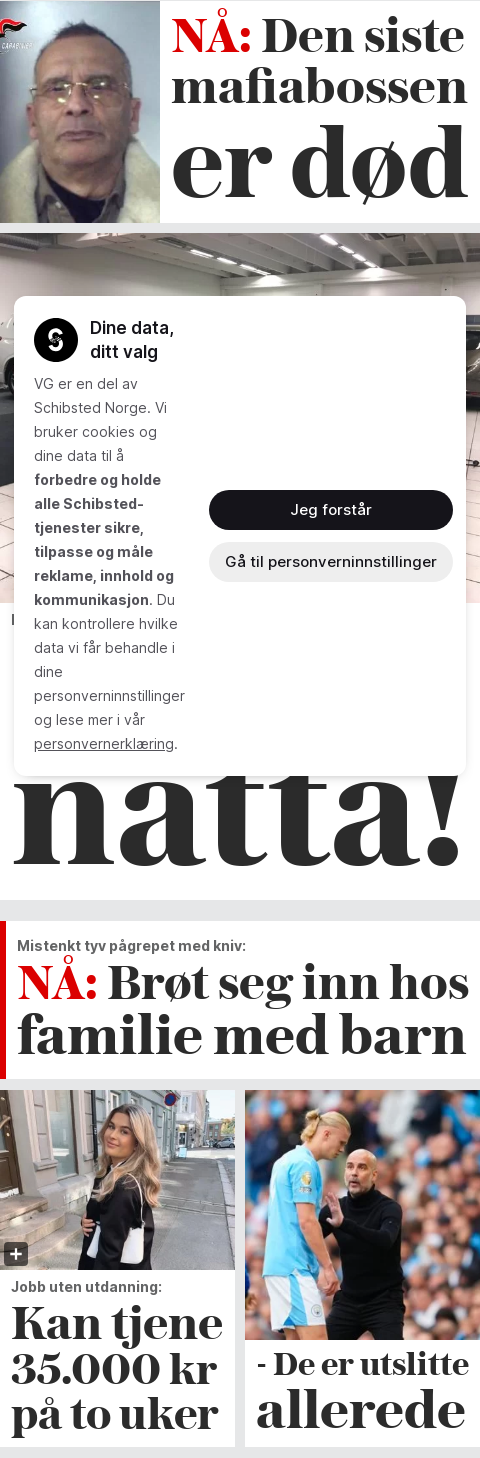 CARABINIERI
NÅ: Den siste
mafiabossen
er død
Dine data,
ditt valg
VG er en del av
Schibsted Norge. Vi
bruker cookies og
dine data til å
forbedre og holde
alle Schibsted-
tjenester sikre,
tilpasse og måle
reklame, innhold og
kommunikasjon. Du
kan kontrollere hvilke
data vi får behandle i
dine
personverninnstillinger
og lese mer i vår
personvernerklæring.
Jeg forstår
Gå til personverninnstillinger
natta!
Mistenkt tyv pågrepet med kniv:
NÅ: Brøt seg inn hos
familie med barn
Jobb uten utdanning:
Kan tjene
35.000 kr
på to uker
- De er utslitte
allerede